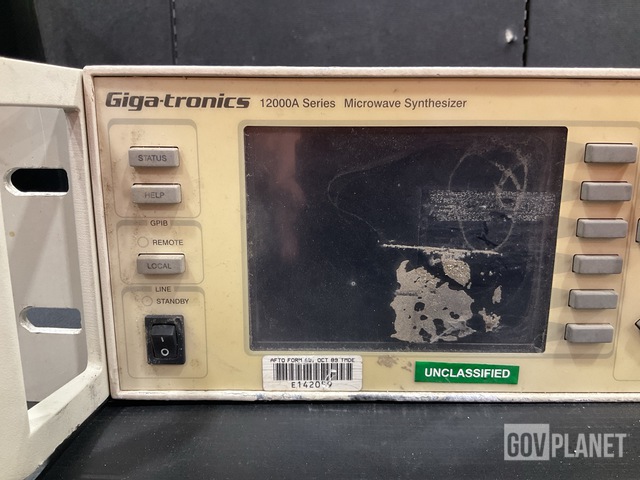 Giga-tronics 12000A Series Microwave Synthesizer
STATUS
HELP
GPIB
REMOTE
LOCAL
LINE
STANDBY
UNCLASSIFIED
GOVPLANET